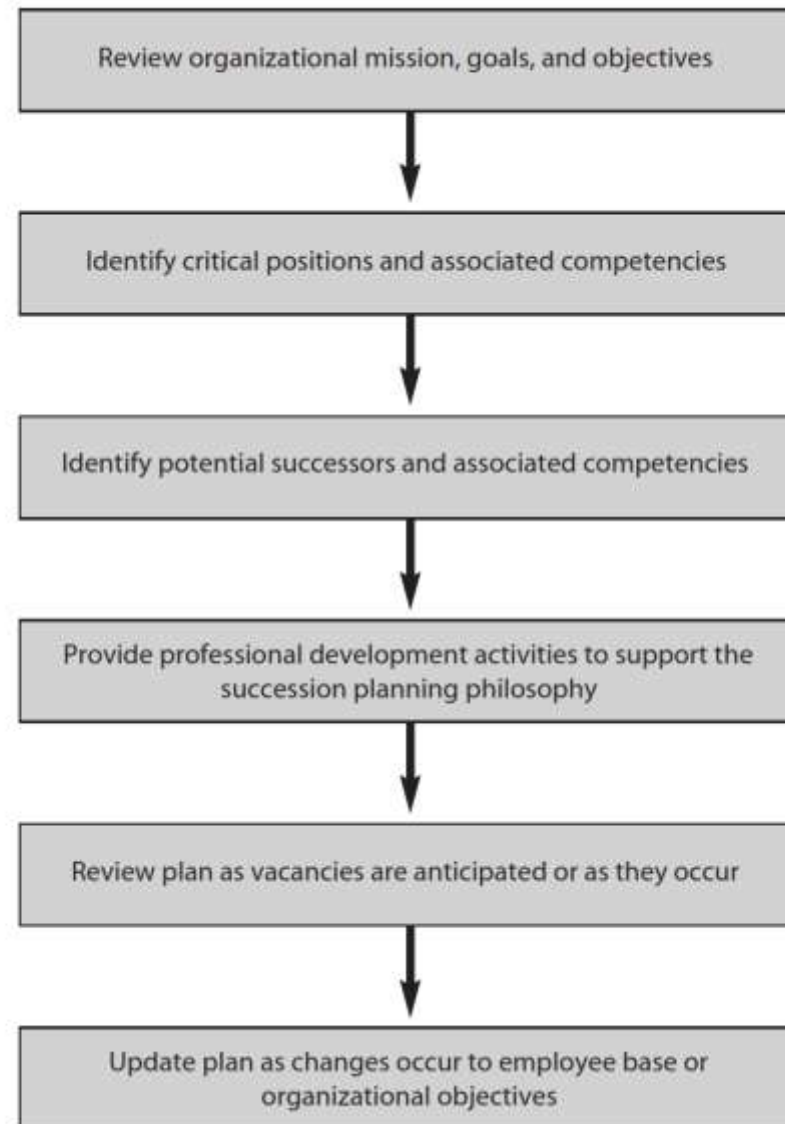 Review organizational mission, goals, and objectives
Identify critical positions and associated competencies
Identify potential successors and associated competencies
Provide professional development activities to support the
succession planning philosophy
Review plan as vacancies are anticipated or as they occur
Update plan as changes occur to employee base or
organizational objectives